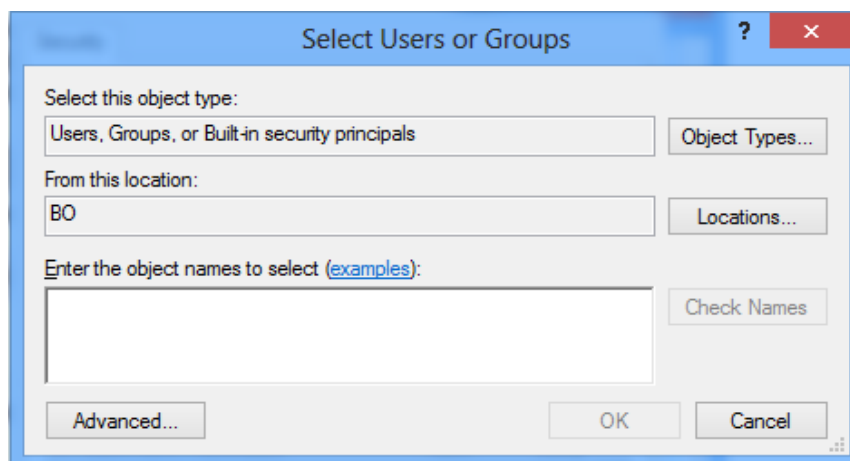 Security
Select Users or Groups
?
Select this object type:
Users, Groups, or Built-in security principals
Object Types...
From this location:
BO
Locations...
Enter the object names to select (examples):
Check Names
Advanced...
OK
Cancel